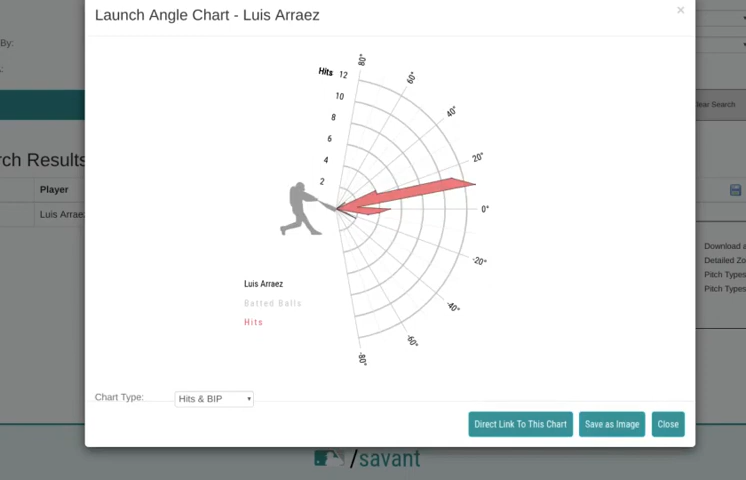 Launch Angle Chart - Luis Arraez
×
By:
lear Search
rch Results
Player
Luis Arrae
Hits 12
10
8
6
4
2
80°
60°
40°
20°
0°
-20°
-40°
-60°
-80°
Luis Arraez
Batted Balls
Hits
Download a
Detailed Zo
Pitch Types
Pitch Types
Chart Type:
Hits & BIP
Direct Link To This Chart
Save as Image
Close
/savant